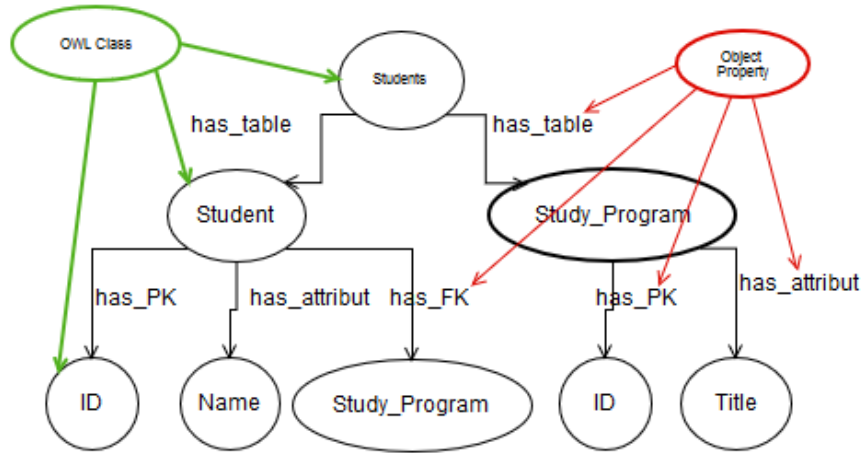 OWL Class
Students
Object
Property
has_table
has_table
Student
Study_Program
has_PK
has_attribut
has_FK
has_PK
has_attribut
ID
Name
Study_Program
ID
Title